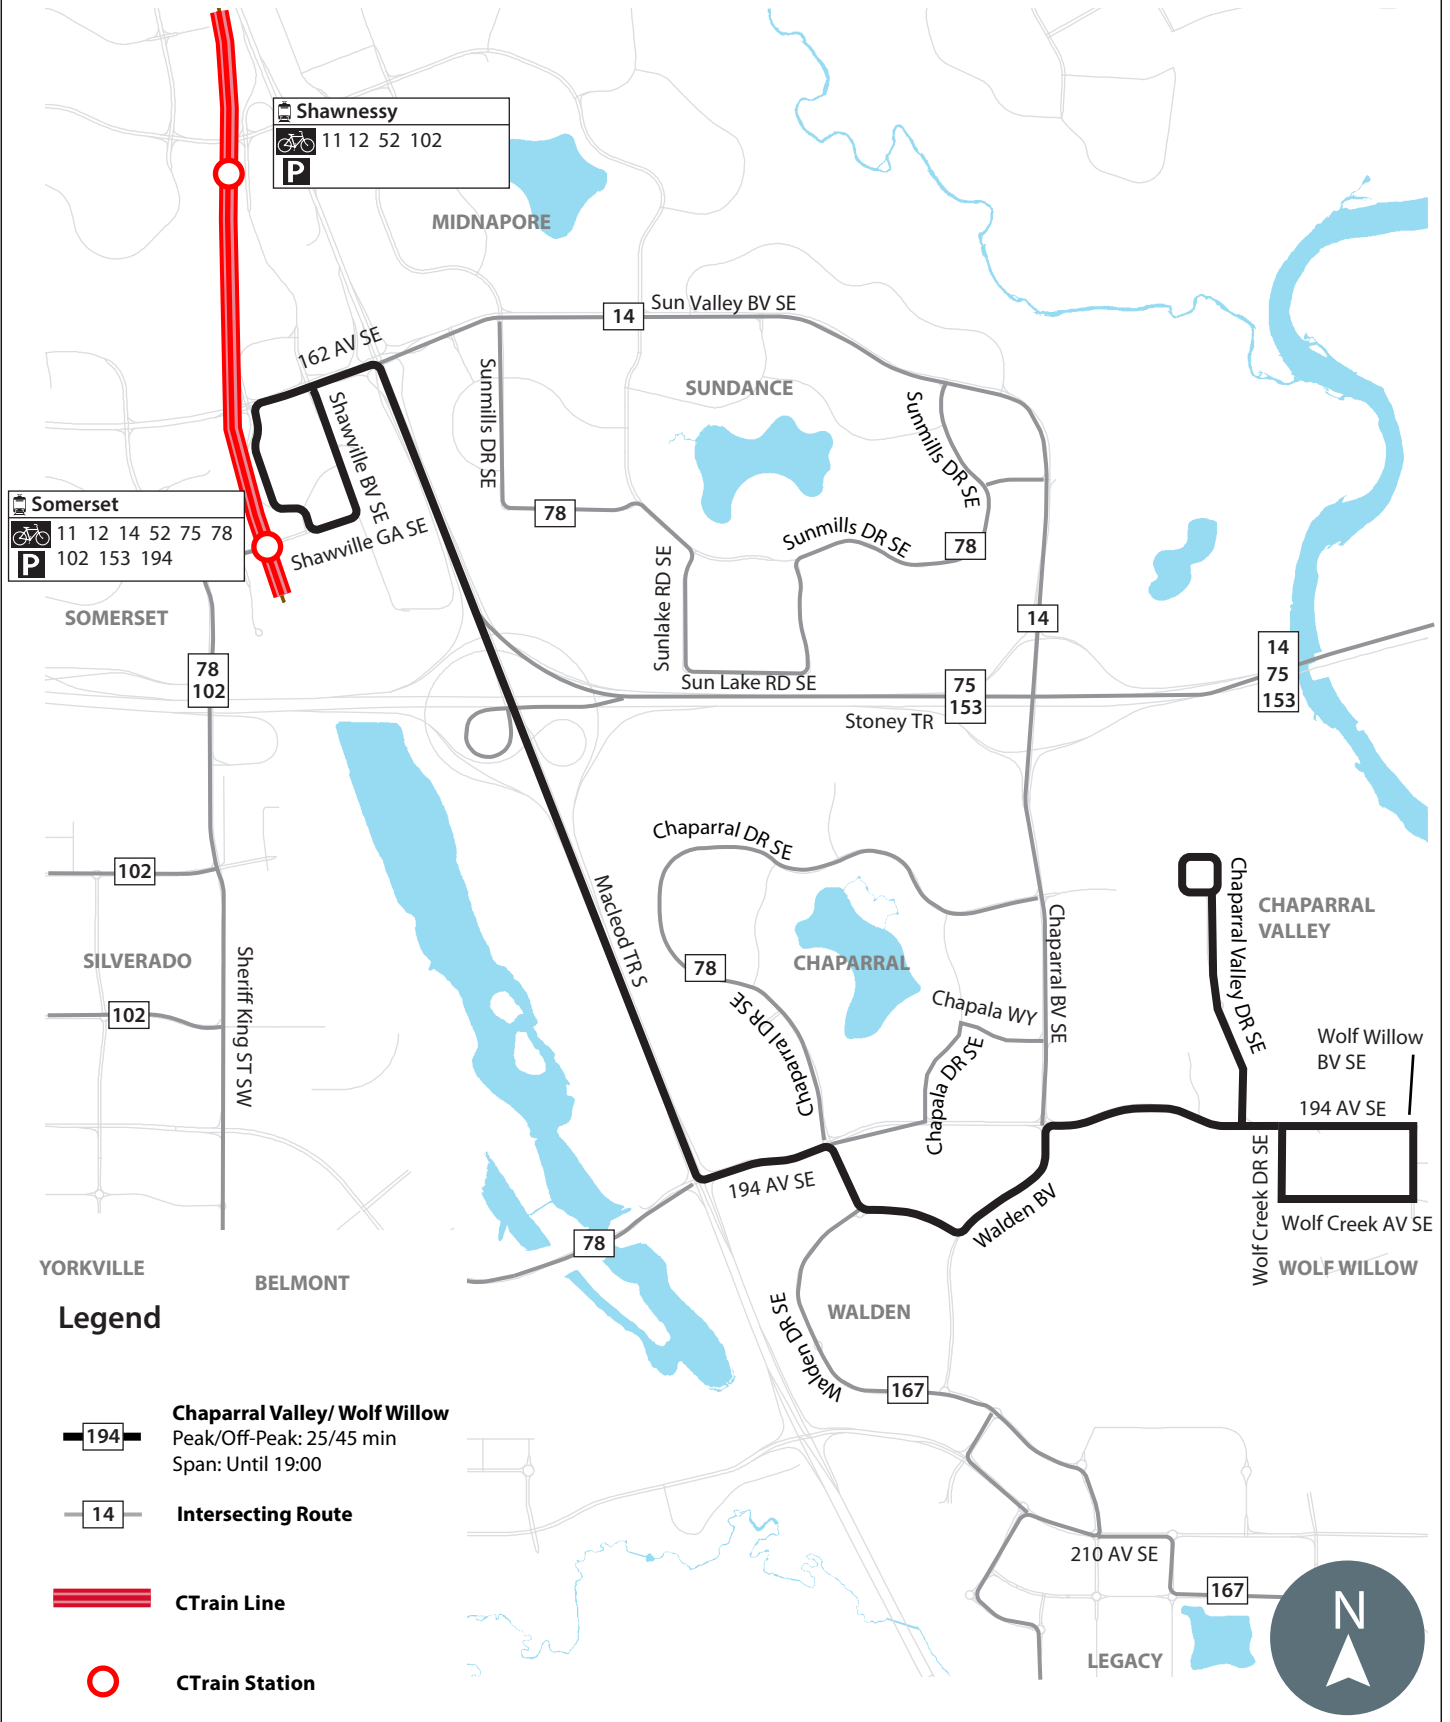 Shawnessy
11 12 52 102
P
MIDNAPORE
14
Sun Valley BV SE
162 AV SE
Sunmills DR SE
SUNDANCE
Sunmills DR SE
Shawville BV SE
Somerset
11 12 14 52 75 78
P 102 153 194
Shawville GA SE
78
Sunmills DR SE
78
Sunlake RD SE
SOMERSET
14
14
75
153
78
102
Sun Lake RD SE
75
153
Stoney TR
Chaparral DR SE
102
Macleod TR S
Chaparral Valley DR SE
CHAPARRAL
VALLEY
Chaparral BV SE
SILVERADO
Sheriff King ST SW
78
CHAPARRAL
Chaparral DR SE
Chapala WY
102
Wolf Willow
BV SE
Chapala DR SE
194 AV SE
194 AV SE
Wolf Creek DR SE
Walden BV
Wolf Creek AV SE
78
YORKVILLE
BELMONT
WOLF WILLOW
Legend
Walden DR SE
WALDEN
167
194
Chaparral Valley/ Wolf Willow
Peak/Off-Peak: 25/45 min
Span: Until 19:00
14
Intersecting Route
210 AV SE
167
CTrain Line
N
LEGACY
CTrain Station